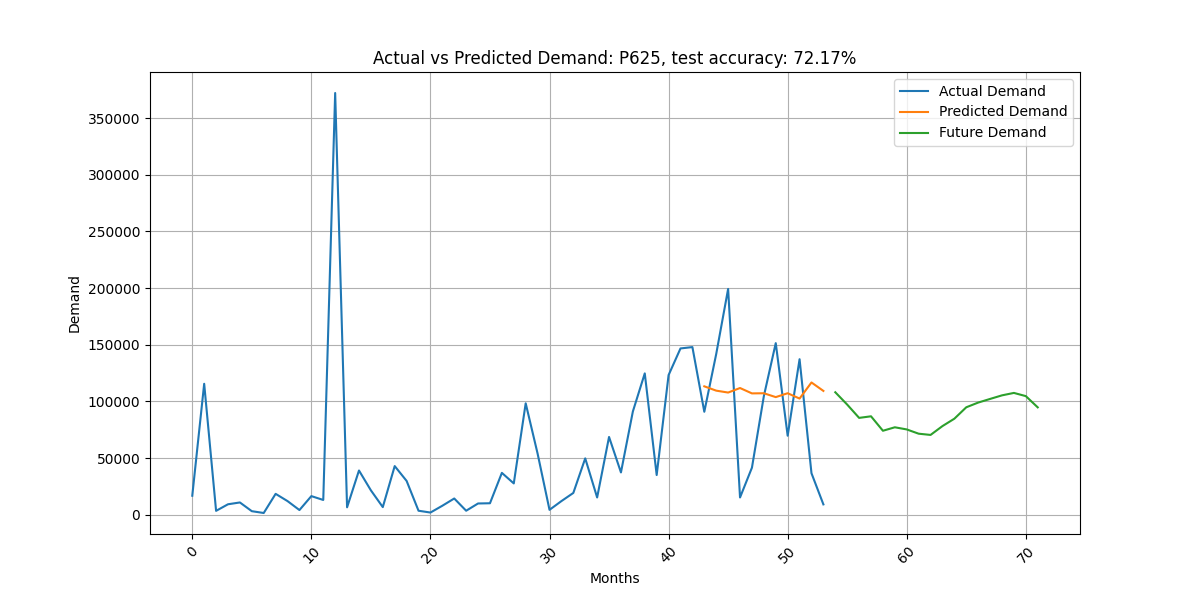 Actual vs Predicted Demand: P625, test accuracy: 72.17%
Actual Demand
Predicted Demand
Future Demand
350000
300000
250000
200000
150000
100000
50000
0
Demand
0 10 20 30 40 50 60 70
Months